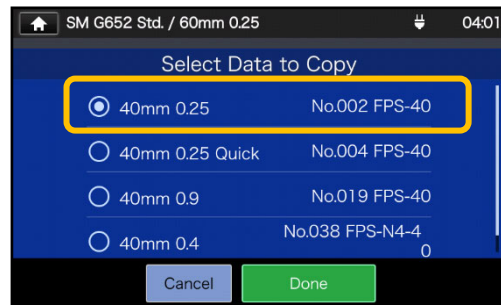 SM G652 Std. / 60mm 0.25 04:01
Select Data to Copy
40mm 0.25 No.002 FPS-40
40mm 0.25 Quick No.004 FPS-40
40mm 0.9 No.019 FPS-40
40mm 0.4 No.038 FPS-N4-4
0
Cancel Done